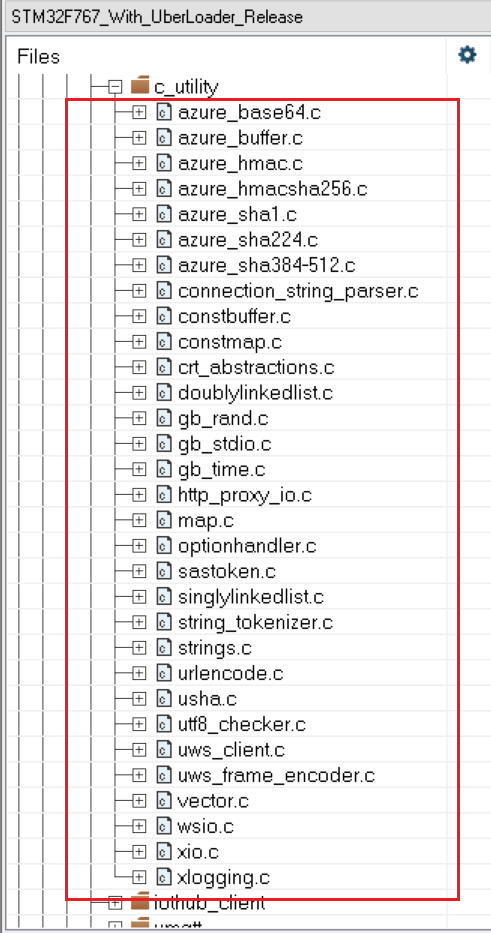 STM32F767_With_UberLoader_Release
Files
c_utility
azure_base64.c
azure_buffer.c
azure_hmac.c
azure_hmacsha256.c
azure_sha1.c
azure_sha224.c
azure_sha384-512.c
connection_string_parser.c
constbuffer.c
constmap.c
crt_abstractions.c
doublylinkedlist.c
gb_rand.c
gb_stdio.c
gb_time.c
http_proxy_io.c
map.c
optionhandler.c
sastoken.c
singlylinkedlist.c
string_tokenizer.c
strings.c
urlencode.c
usha.c
utf8_checker.c
uws_client.c
uws_frame_encoder.c
vector.c
wsio.c
xio.c
xlogging.c
iothub_client